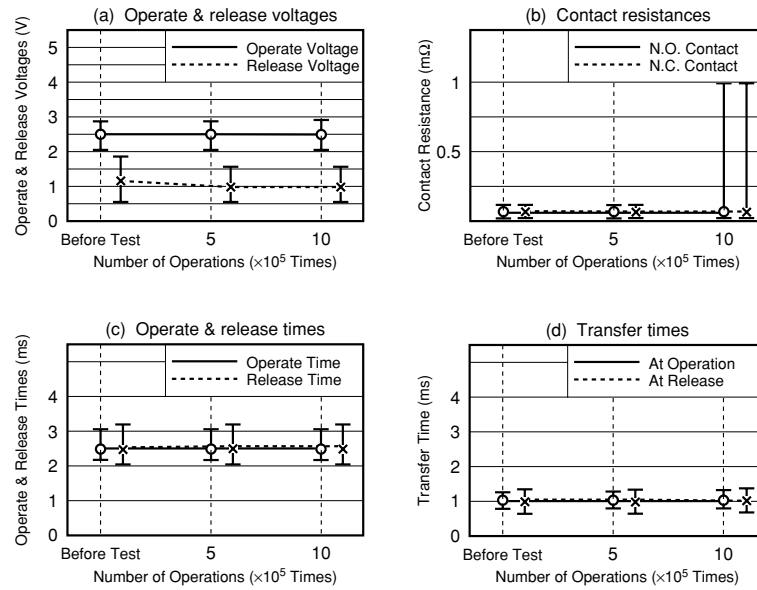 (a) Operate & release voltages
Operate & Release Voltages (V)
5
4
3
2
1
0
Operate Voltage
Release Voltage
Before Test
5
10
Number of Operations (×10⁵ Times)
(b) Contact resistances
Contact Resistance (mΩ)
1
0.5
0
N.O. Contact
N.C. Contact
Before Test
5
10
Number of Operations (×10⁵ Times)
(c) Operate & release times
Operate & Release Times (ms)
4
3
2
1
0
Operate Time
Release Time
Before Test
5
10
Number of Operations (×10⁵ Times)
(d) Transfer times
Transfer Time (ms)
4
3
2
1
0
At Operation
At Release
Before Test
5
10
Number of Operations (×10⁵ Times)